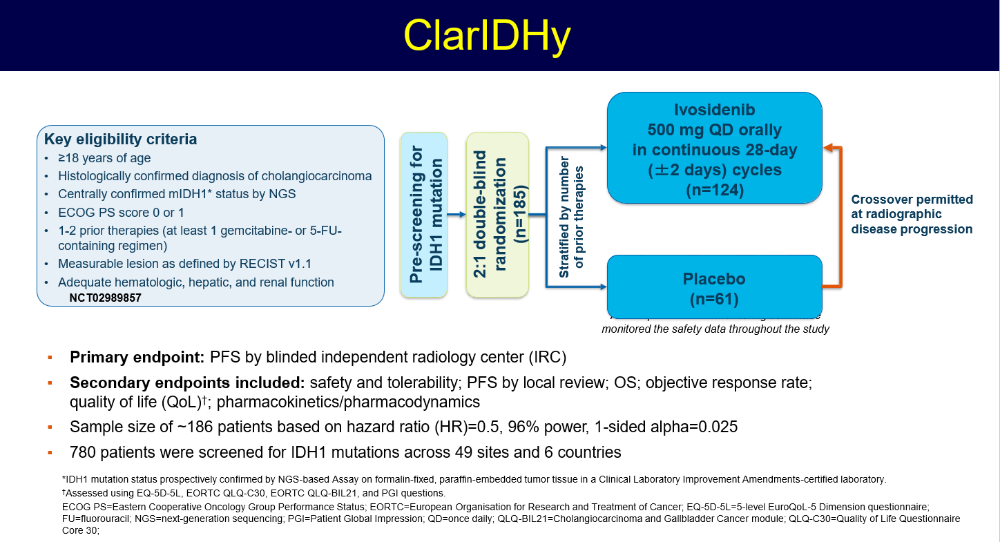 ClarIDHy
Key eligibility criteria
• ≥18 years of age
• Histologically confirmed diagnosis of cholangiocarcinoma
• Centrally confirmed mIDH1* status by NGS
• ECOG PS score 0 or 1
• 1-2 prior therapies (at least 1 gemcitabine- or 5-FU-
containing regimen)
• Measurable lesion as defined by RECIST v1.1
• Adequate hematologic, hepatic, and renal function
NCT02989857
Pre-screening for
IDH1 mutation
2:1 double-blind
randomization
(n=185)
Stratified by number
of prior therapies
Ivosidenib
500 mg QD orally
in continuous 28-day
(±2 days) cycles
(n=124)
Placebo
(n=61)
Crossover permitted
at radiographic
disease progression
monitored the safety data throughout the study
▪ Primary endpoint: PFS by blinded independent radiology center (IRC)
▪ Secondary endpoints included: safety and tolerability; PFS by local review; OS; objective response rate;
quality of life (QoL)†; pharmacokinetics/pharmacodynamics
▪ Sample size of ~186 patients based on hazard ratio (HR)=0.5, 96% power, 1-sided alpha=0.025
▪ 780 patients were screened for IDH1 mutations across 49 sites and 6 countries
*IDH1 mutation status prospectively confirmed by NGS-based Assay on formalin-fixed, paraffin-embedded tumor tissue in a Clinical Laboratory Improvement Amendments-certified laboratory.
†Assessed using EQ-5D-5L, EORTC QLQ-C30, EORTC QLQ-BIL21, and PGI questions.
ECOG PS=Eastern Cooperative Oncology Group Performance Status; EORTC=European Organisation for Research and Treatment of Cancer; EQ-5D-5L=5-level EuroQoL-5 Dimension questionnaire;
FU=fluorouracil; NGS=next-generation sequencing; PGI=Patient Global Impression; QD=once daily; QLQ-BIL21=Cholangiocarcinoma and Gallbladder Cancer module; QLQ-C30=Quality of Life Questionnaire
Core 30;